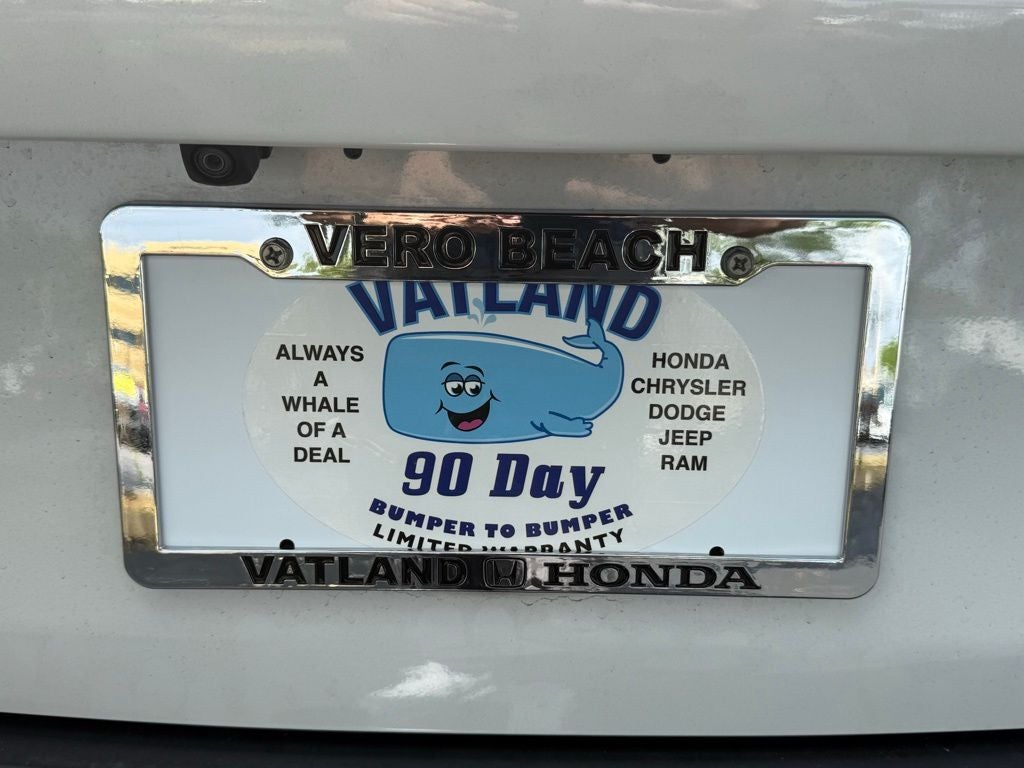 VERO BEACH
VATLAND
ALWAYS
A
WHALE
OF A
DEAL
HONDA
CHRYSLER
DODGE
JEEP
RAM
90 Day
BUMPER TO BUMPER
LIMITED WARRANTY
VATLAND HONDA